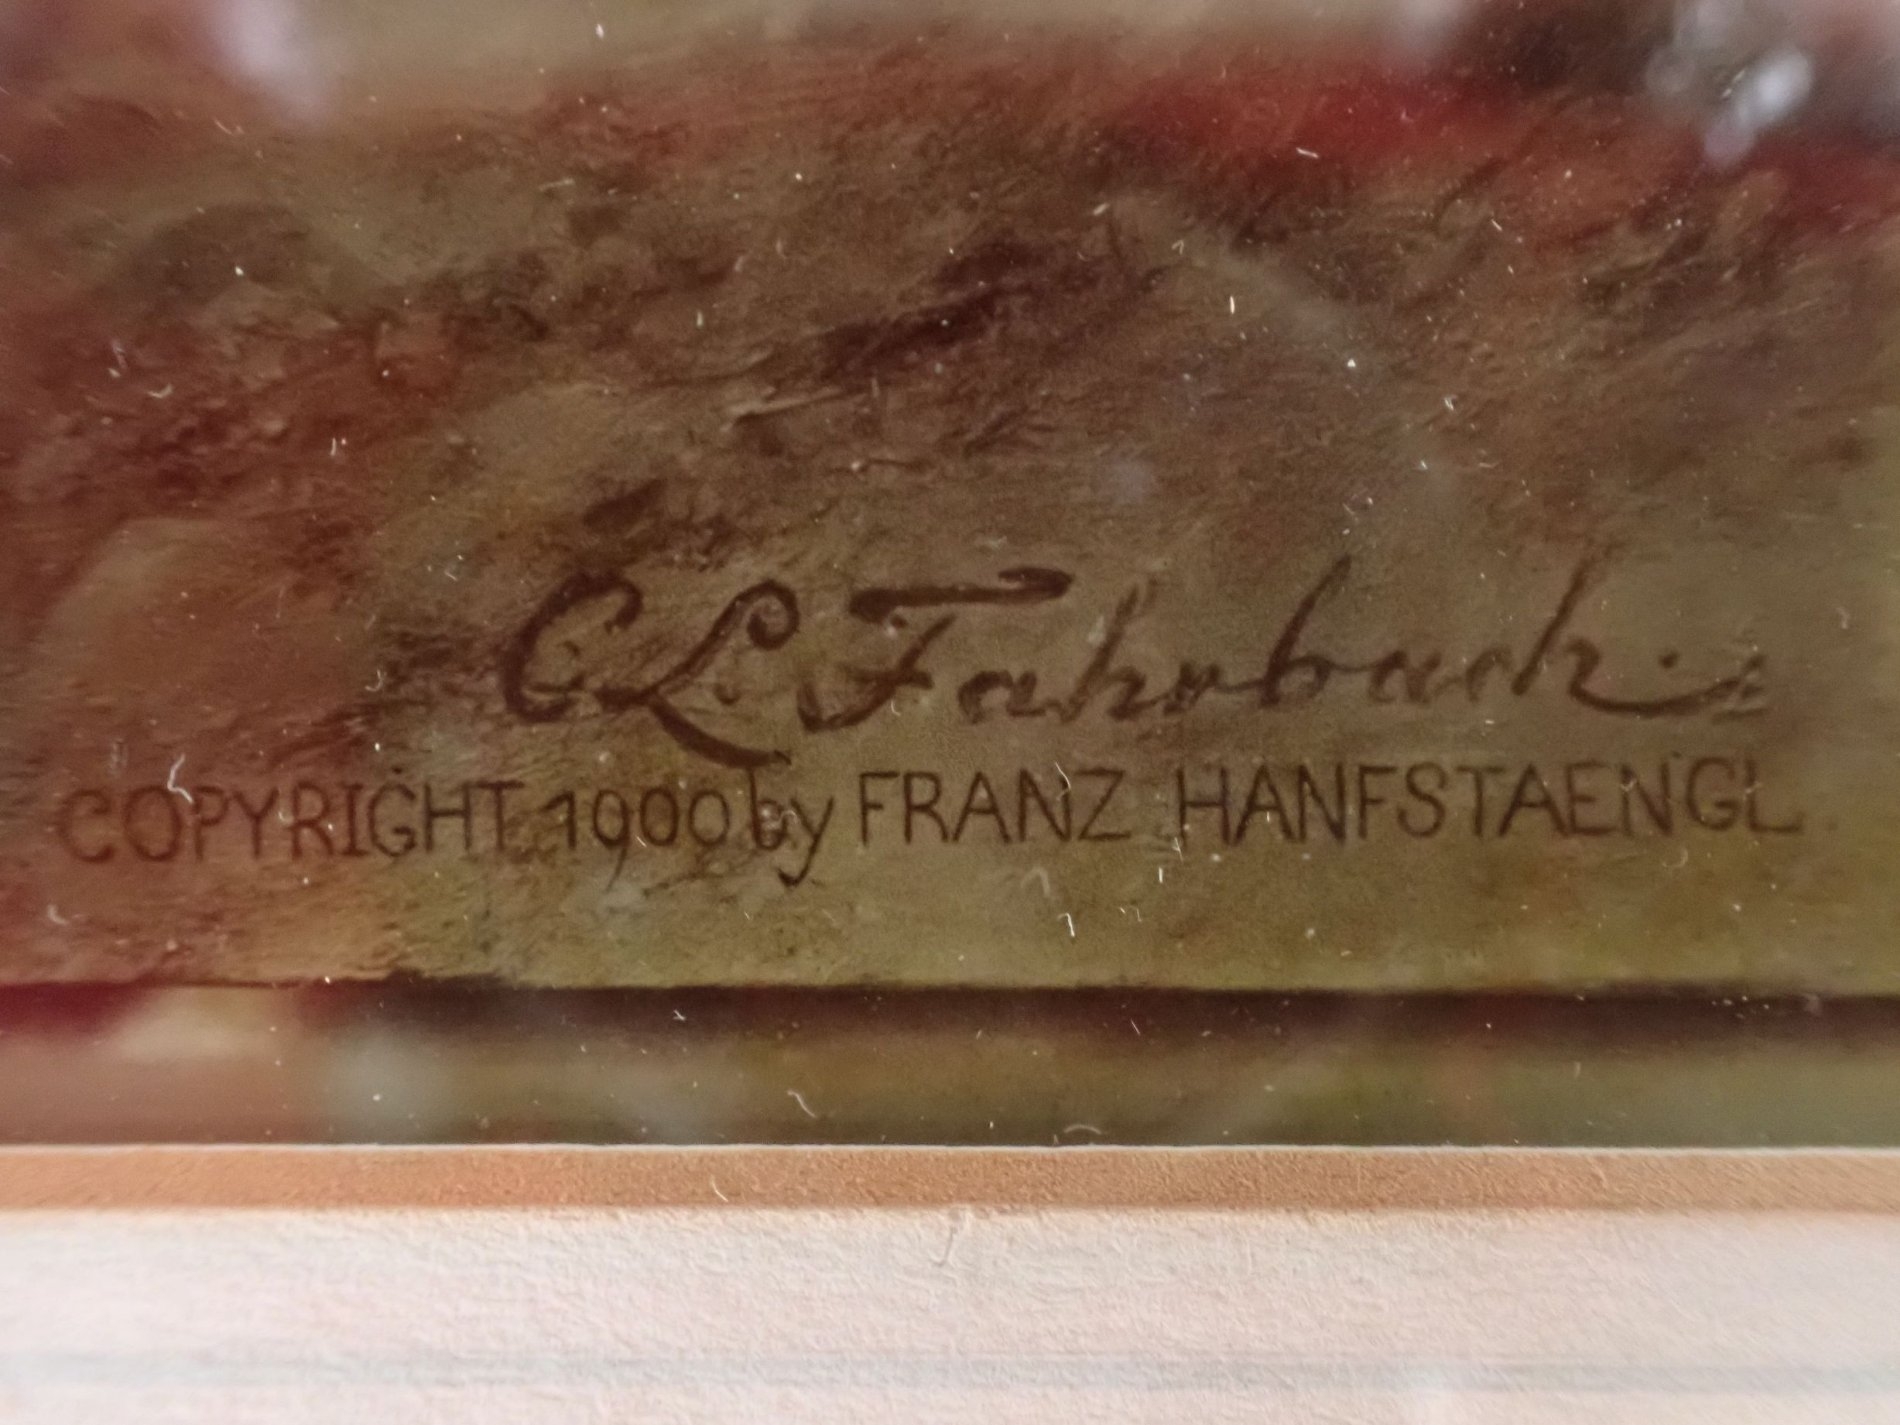 C L Fahrbach.
COPYRIGHT 1900 by FRANZ HANFSTAENGL